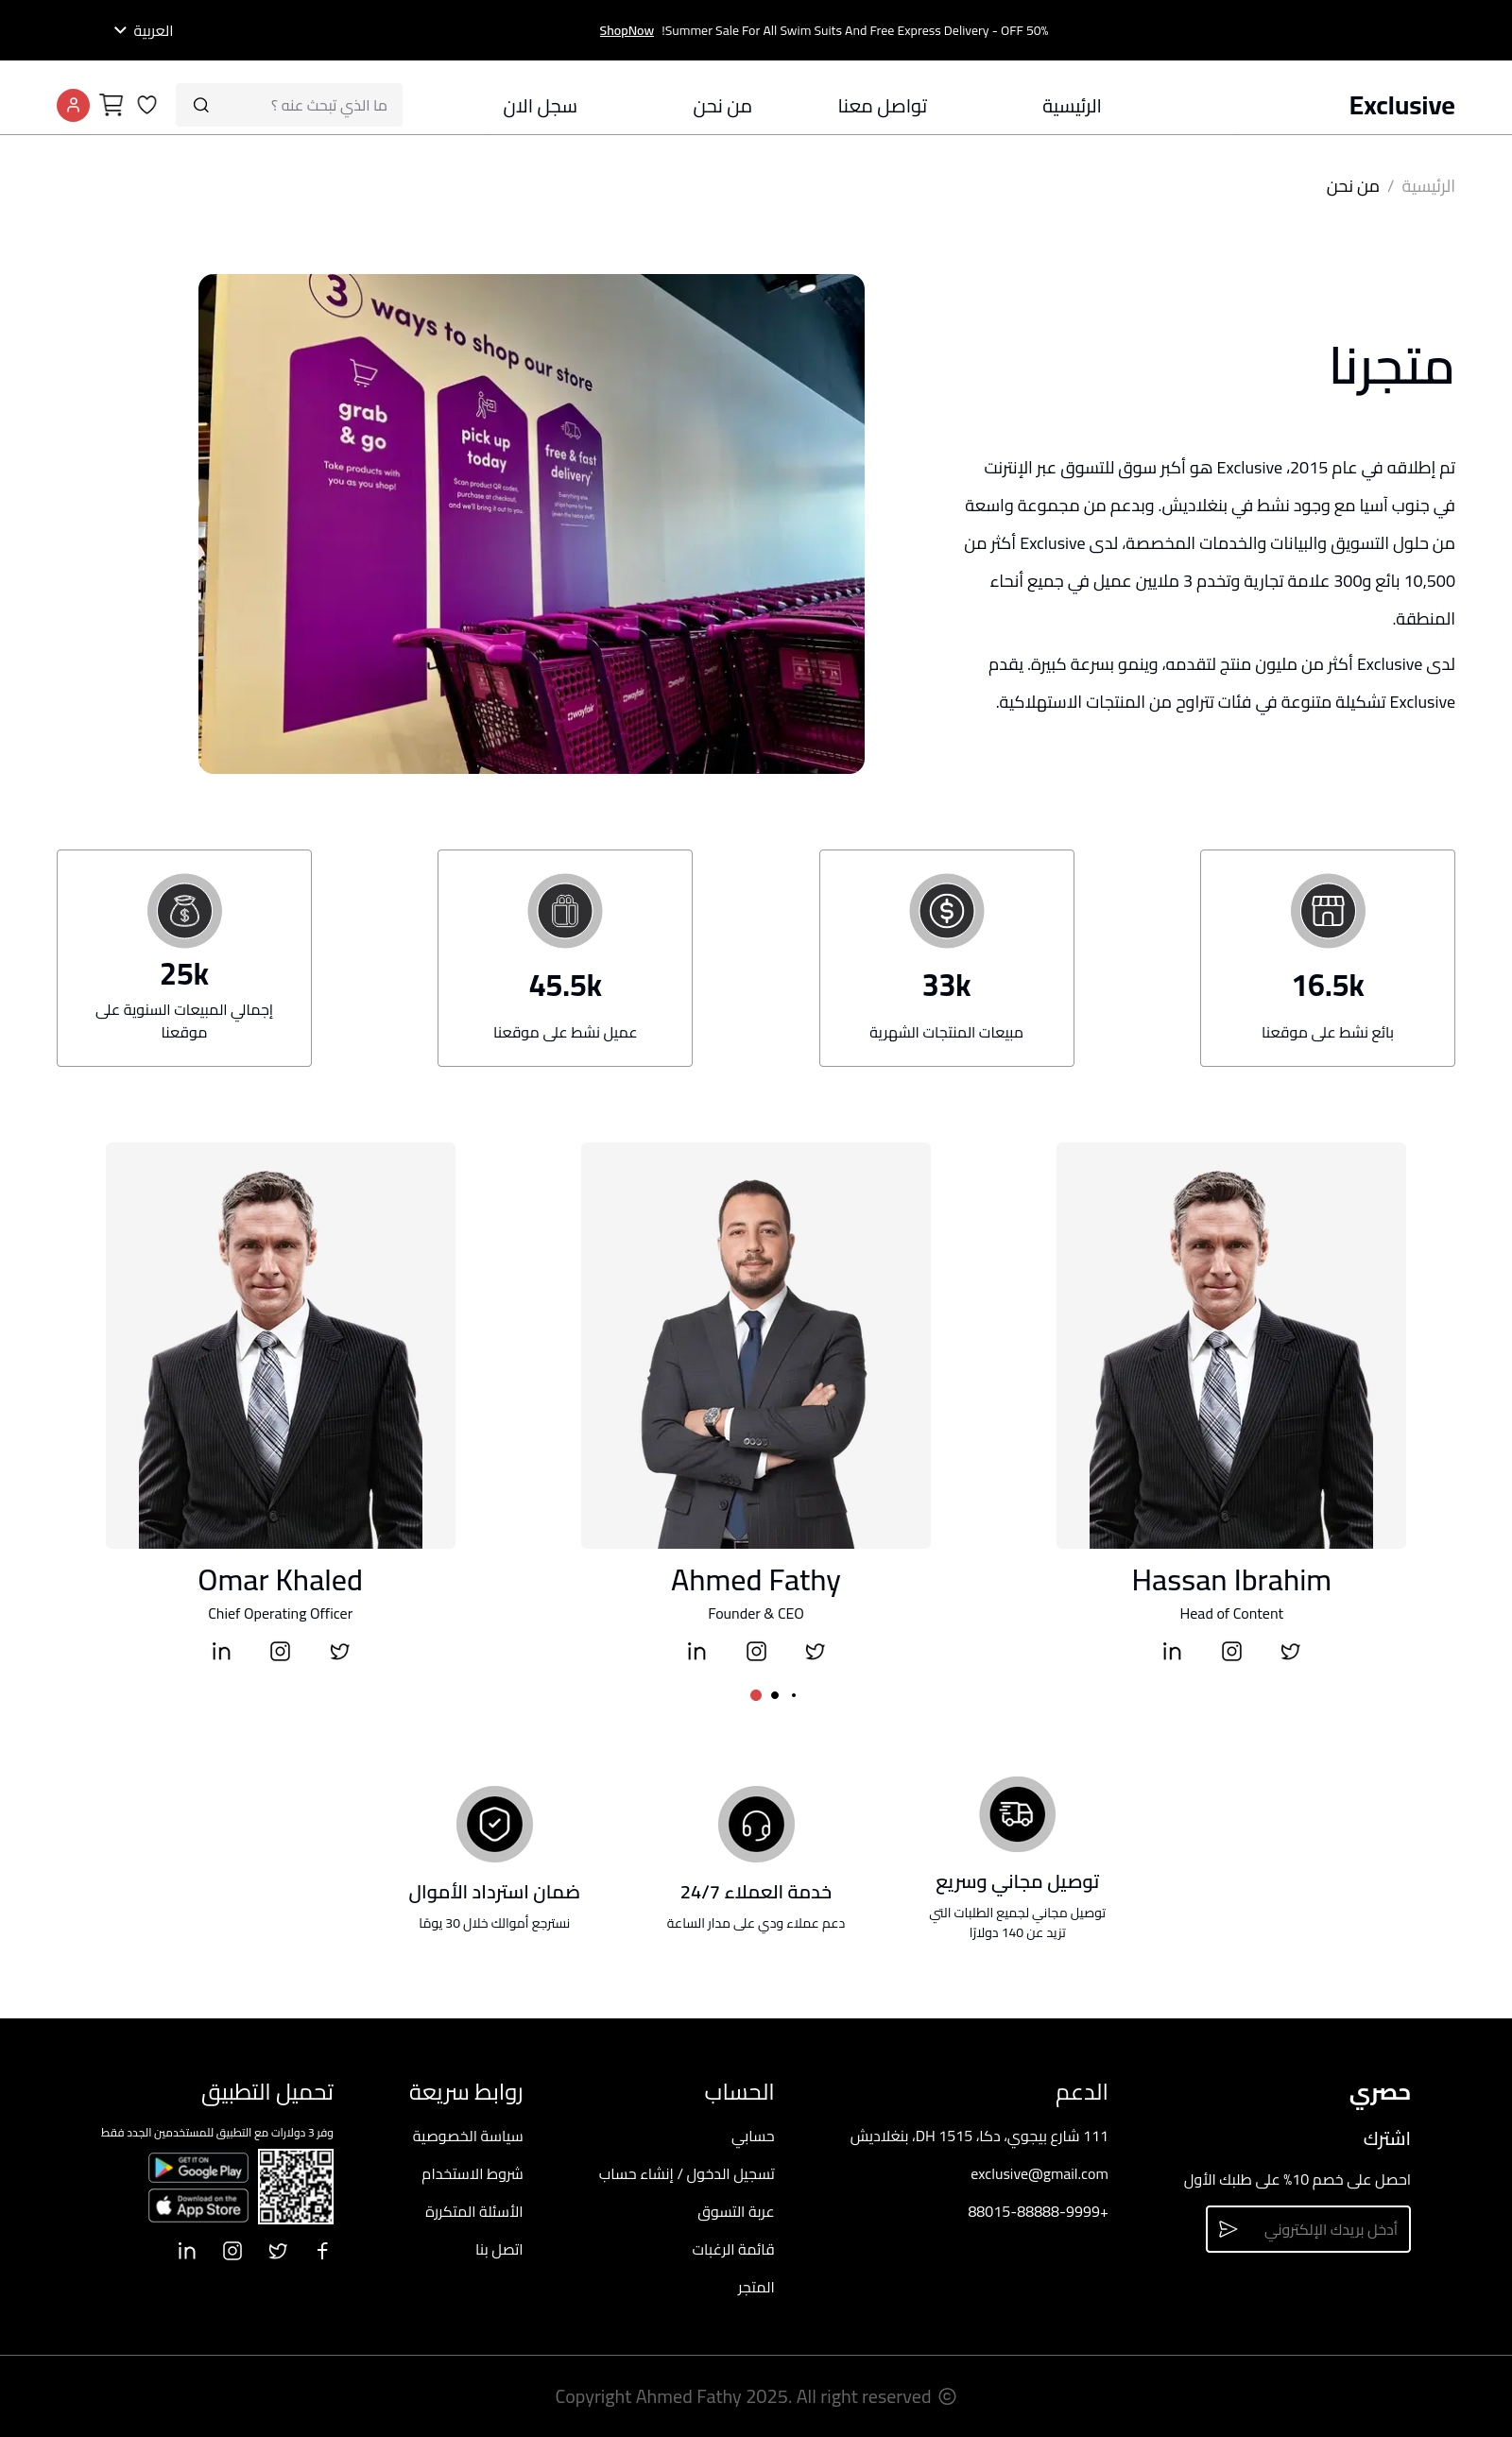 Summer Sale For All Swim Suits And Free Express Delivery - OFF 50%! ShopNow
العربية
Exclusive
الرئيسية
تواصل معنا
من نحن
سجل الان
ما الذي تبحث عنه ؟
الرئيسية / من نحن
متجرنا
تم إطلاقه في عام 2015، Exclusive هو أكبر سوق للتسوق عبر الإنترنت
في جنوب آسيا مع وجود نشط في بنغلاديش. وبدعم من مجموعة واسعة
من حلول التسويق والبيانات والخدمات المخصصة، لدى Exclusive أكثر من
10,500 بائع و300 علامة تجارية وتخدم 3 ملايين عميل في جميع أنحاء
المنطقة.
لدى Exclusive أكثر من مليون منتج لتقدمه، وينمو بسرعة كبيرة. يقدم
Exclusive تشكيلة متنوعة في فئات تتراوح من المنتجات الاستهلاكية.
3 ways to shop our store
grab
& go
Take products with
you as you shop!
pick up
today
Scan product QR codes,
purchase at checkout,
and we'll bring it out to you.
free & fast
delivery*
Everything else
ships home for free
wayfair
wayfair
wayfair
16.5k
بائع نشط على موقعنا
33k
مبيعات المنتجات الشهرية
45.5k
عميل نشط على موقعنا
25k
إجمالي المبيعات السنوية على
موقعنا
Hassan Ibrahim
Head of Content
Ahmed Fathy
Founder & CEO
Omar Khaled
Chief Operating Officer
توصيل مجاني وسريع
توصيل مجاني لجميع الطلبات التي
تزيد عن 140 دولارًا
خدمة العملاء 24/7
دعم عملاء ودي على مدار الساعة
ضمان استرداد الأموال
نسترجع أموالك خلال 30 يومًا
حصري
اشترك
احصل على خصم 10% على طلبك الأول
أدخل بريدك الإلكتروني
الدعم
111 شارع بيجوي، دكا، DH 1515، بنغلاديش
exclusive@gmail.com
+88015-88888-9999
الحساب
حسابي
تسجيل الدخول / إنشاء حساب
عربة التسوق
قائمة الرغبات
المتجر
روابط سريعة
سياسة الخصوصية
شروط الاستخدام
الأسئلة المتكررة
اتصل بنا
تحميل التطبيق
وفر 3 دولارات مع التطبيق للمستخدمين الجدد فقط
GET IT ON
Google Play
Download on the
App Store
© Copyright Ahmed Fathy 2025. All right reserved